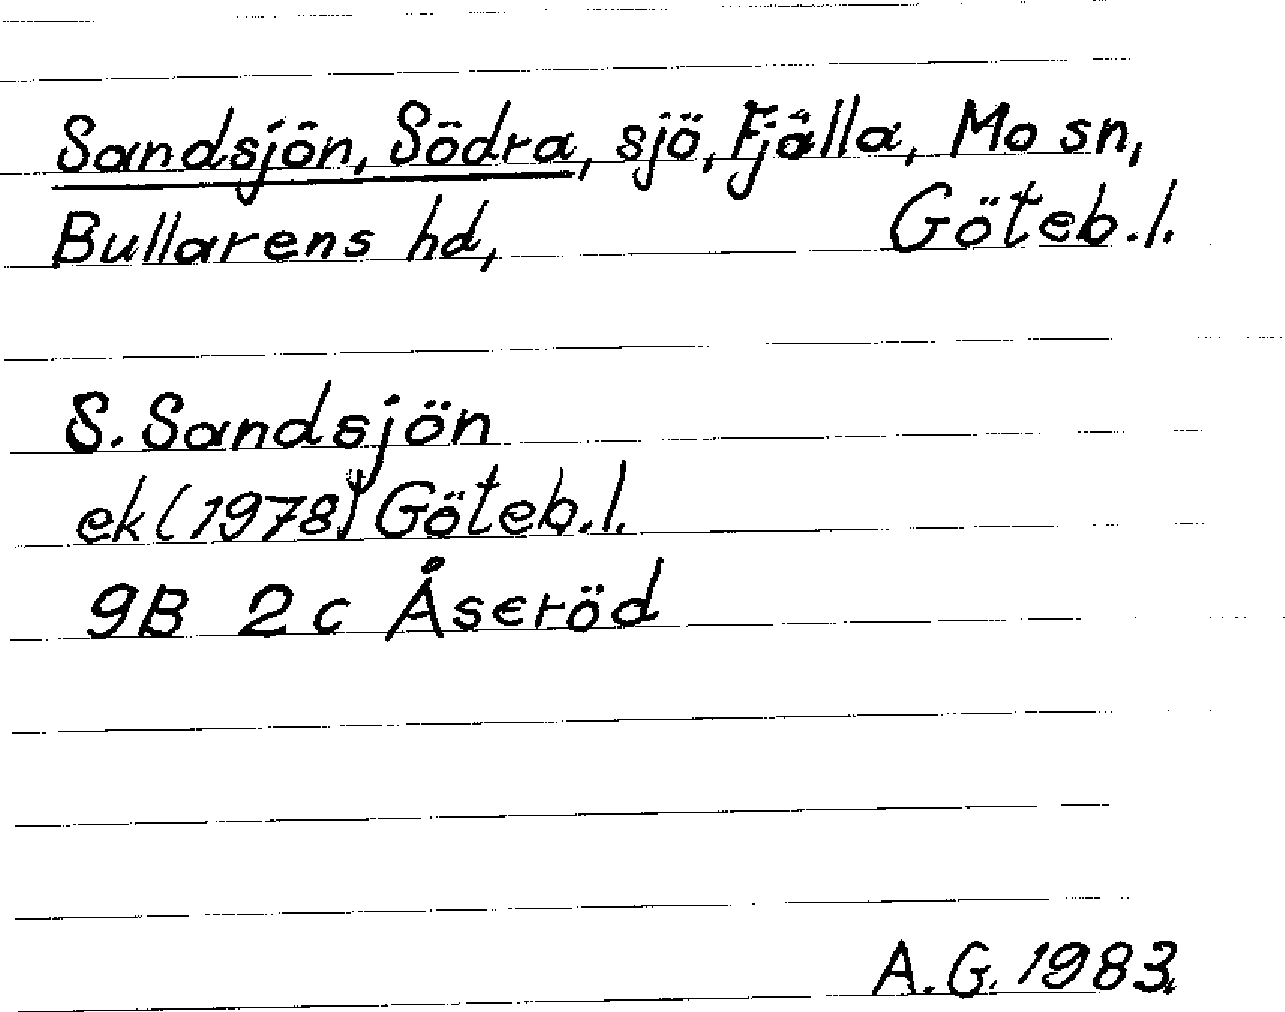 Sandsjön, Södra, sjö, Fjälla, Mo sn,
Bullarens hd, Göteb.l.
S. Sandsjön
ek (1978) Göteb.l.
9B 2c Åseröd
A.G. 1983.